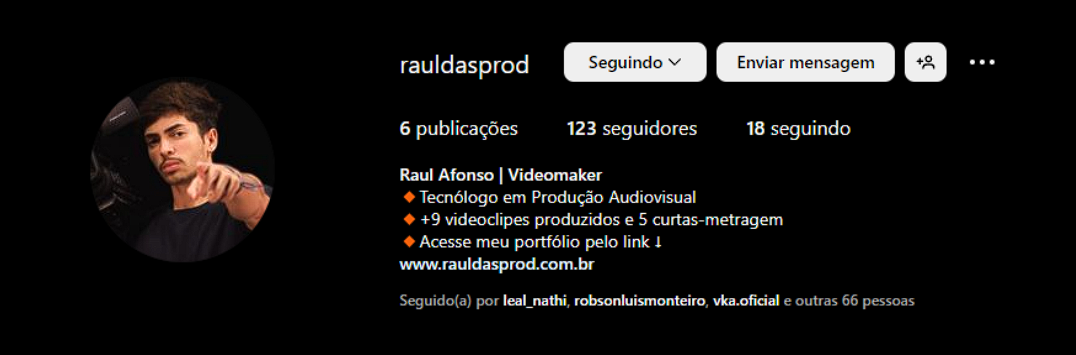 rauldasprod Seguindo Enviar mensagem
6 publicações 123 seguidores 18 seguindo
Raul Afonso | Videomaker
🔸Tecnólogo em Produção Audiovisual
🔸+9 videoclipes produzidos e 5 curtas-metragem
🔸Acesse meu portfólio pelo link ⭣
www.rauldasprod.com.br
Seguido(a) por leal_nathi, robsonluismonteiro, vka.oficial e outras 66 pessoas